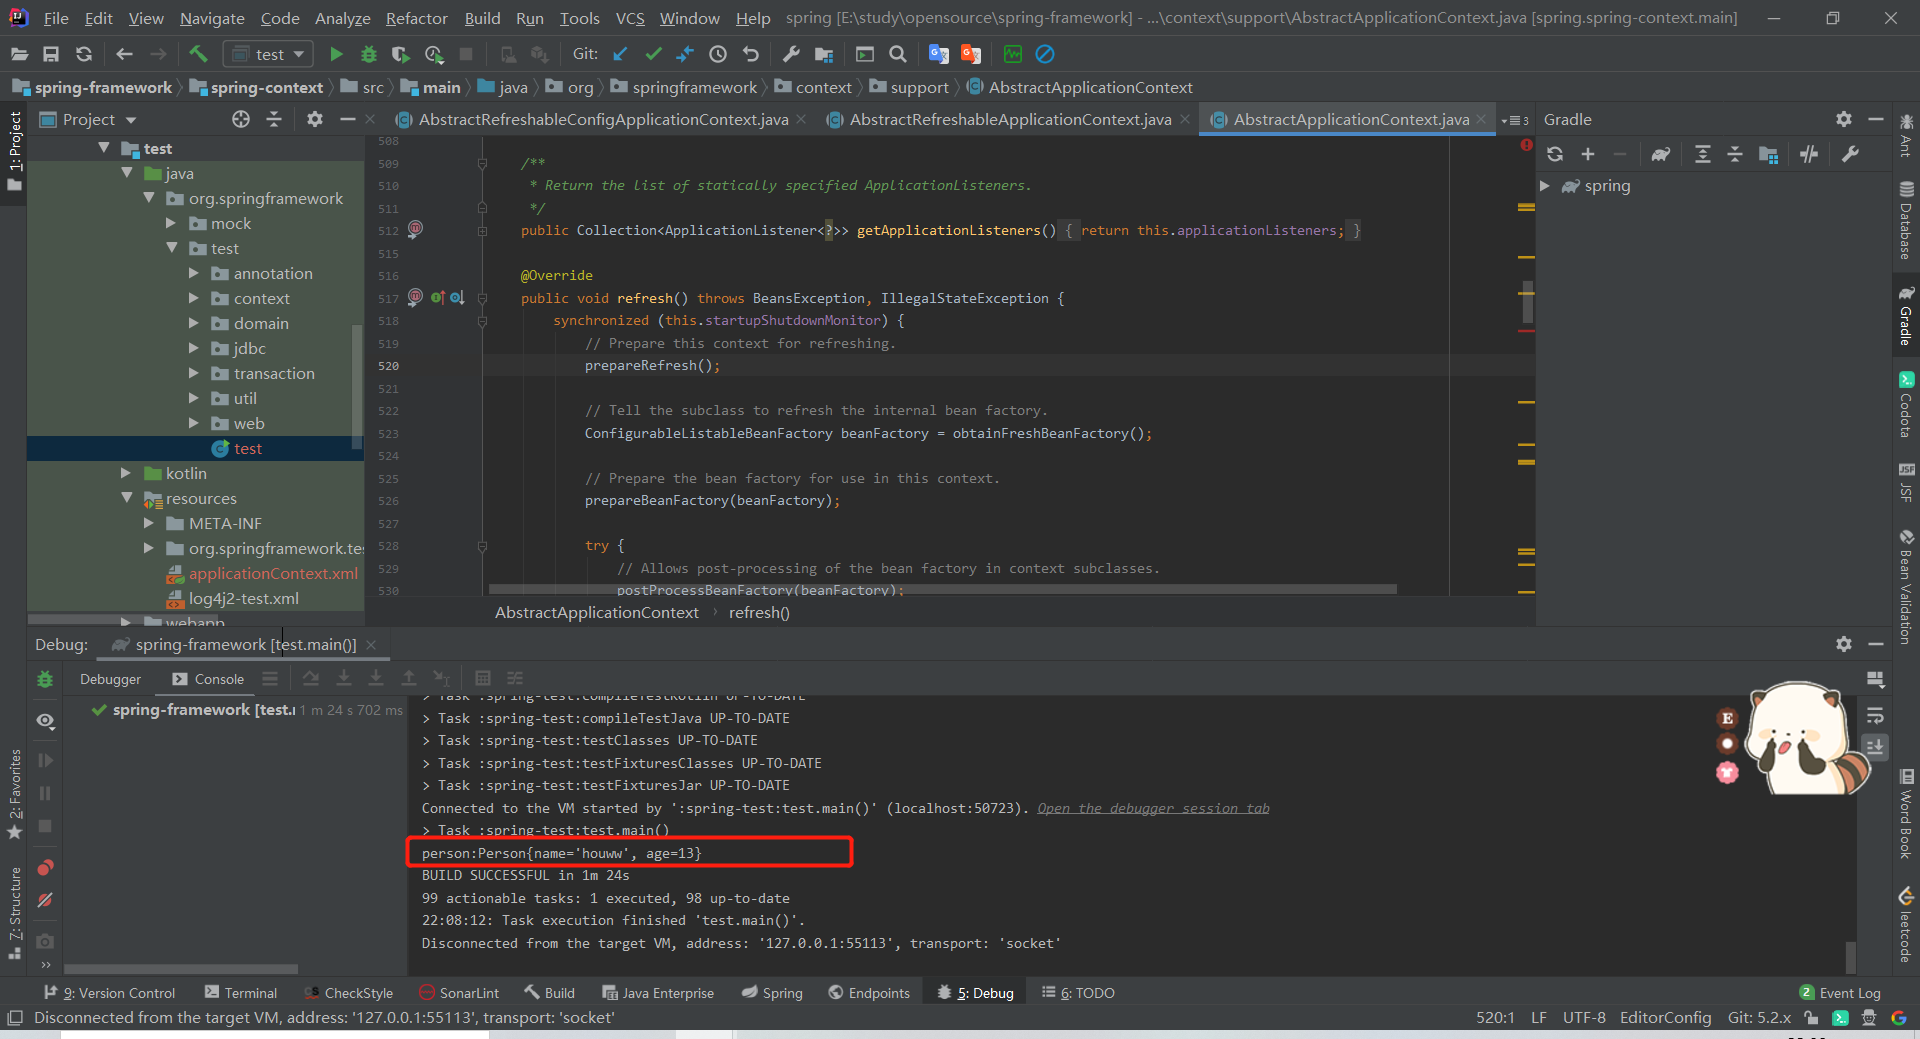 File Edit View Navigate Code Analyze Refactor Build Run Tools VCS Window Help spring [E:\study\opensource\spring-framework] - ...\context\support\AbstractApplicationContext.java [spring.spring-context.main]
test Git:
spring-framework spring-context src main java org springframework context support AbstractApplicationContext
Project AbstractRefreshableConfigApplicationContext.java AbstractRefreshableApplicationContext.java AbstractApplicationContext.java 3 Gradle
1: Project
test
java
org.springframework
mock
test
annotation
context
domain
jdbc
transaction
util
web
test
kotlin
resources
META-INF
org.springframework.te
applicationContext.xml
log4j2-test.xml
webapp
508
509 /**
510 * Return the list of statically specified ApplicationListeners.
511 */
512 public Collection<ApplicationListener<?>> getApplicationListeners() { return this.applicationListeners; }
515
516 @Override
517 public void refresh() throws BeansException, IllegalStateException {
518 synchronized (this.startupShutdownMonitor) {
519 // Prepare this context for refreshing.
520 prepareRefresh();
521
522 // Tell the subclass to refresh the internal bean factory.
523 ConfigurableListableBeanFactory beanFactory = obtainFreshBeanFactory();
524
525 // Prepare the bean factory for use in this context.
526 prepareBeanFactory(beanFactory);
527
528 try {
529 // Allows post-processing of the bean factory in context subclasses.
530 postProcessBeanFactory(beanFactory);
AbstractApplicationContext refresh()
spring
Ant
Database
Gradle
Codota
JSF
Bean Validation
Word Book
leetcode
Debug: spring-framework [test.main()]
Debugger Console
spring-framework [test. 1 m 24 s 702 ms
> Task :spring-test:compileTestKotlin UP-TO-DATE
> Task :spring-test:compileTestJava UP-TO-DATE
> Task :spring-test:testClasses UP-TO-DATE
> Task :spring-test:testFixturesClasses UP-TO-DATE
> Task :spring-test:testFixturesJar UP-TO-DATE
Connected to the VM started by ':spring-test:test.main()' (localhost:50723). Open the debugger session tab
> Task :spring-test:test.main()
person:Person{name='houww', age=13}
BUILD SUCCESSFUL in 1m 24s
99 actionable tasks: 1 executed, 98 up-to-date
22:08:12: Task execution finished 'test.main()'.
Disconnected from the target VM, address: '127.0.0.1:55113', transport: 'socket'
E
2: Favorites
Z: Structure
9: Version Control Terminal CheckStyle SonarLint Build Java Enterprise Spring Endpoints 5: Debug 6: TODO 2 Event Log
Disconnected from the target VM, address: '127.0.0.1:55113', transport: 'socket' 520:1 LF UTF-8 EditorConfig Git: 5.2.x